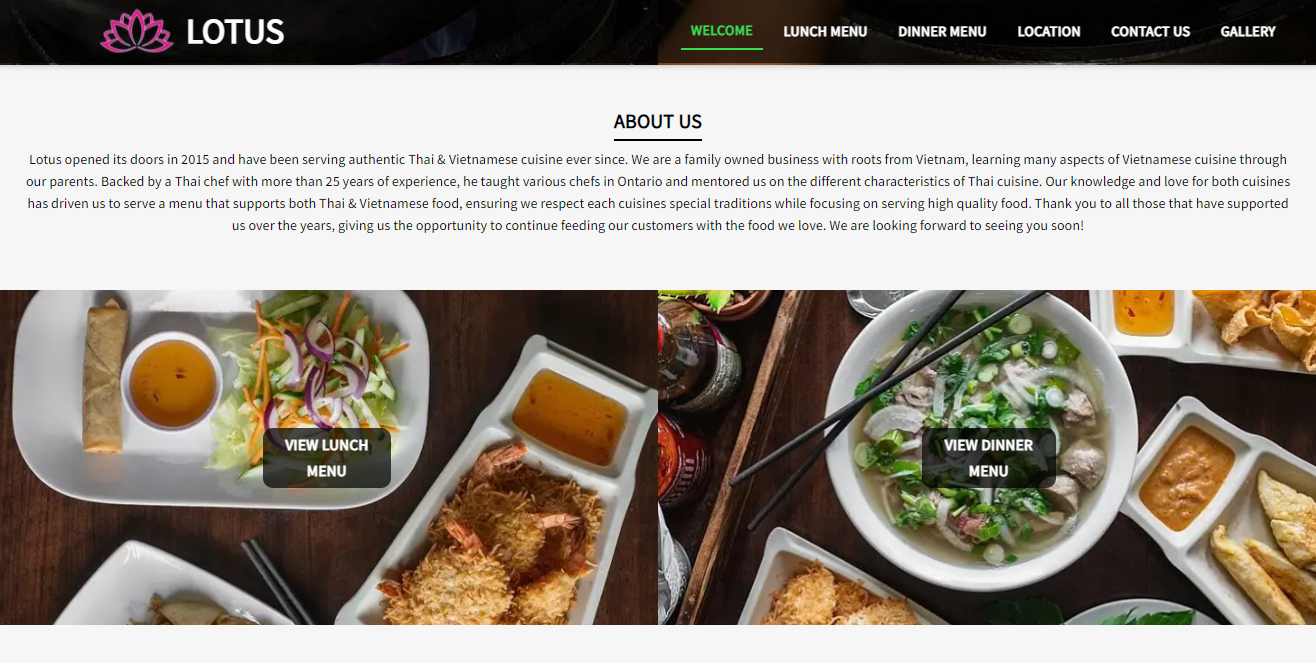 LOTUS
WELCOME LUNCH MENU DINNER MENU LOCATION CONTACT US GALLERY
ABOUT US
Lotus opened its doors in 2015 and have been serving authentic Thai & Vietnamese cuisine ever since. We are a family owned business with roots from Vietnam, learning many aspects of Vietnamese cuisine through
our parents. Backed by a Thai chef with more than 25 years of experience, he taught various chefs in Ontario and mentored us on the different characteristics of Thai cuisine. Our knowledge and love for both cuisines
has driven us to serve a menu that supports both Thai & Vietnamese food, ensuring we respect each cuisines special traditions while focusing on serving high quality food. Thank you to all those that have supported
us over the years, giving us the opportunity to continue feeding our customers with the food we love. We are looking forward to seeing you soon!
VIEW LUNCH
MENU
VIEW DINNER
MENU